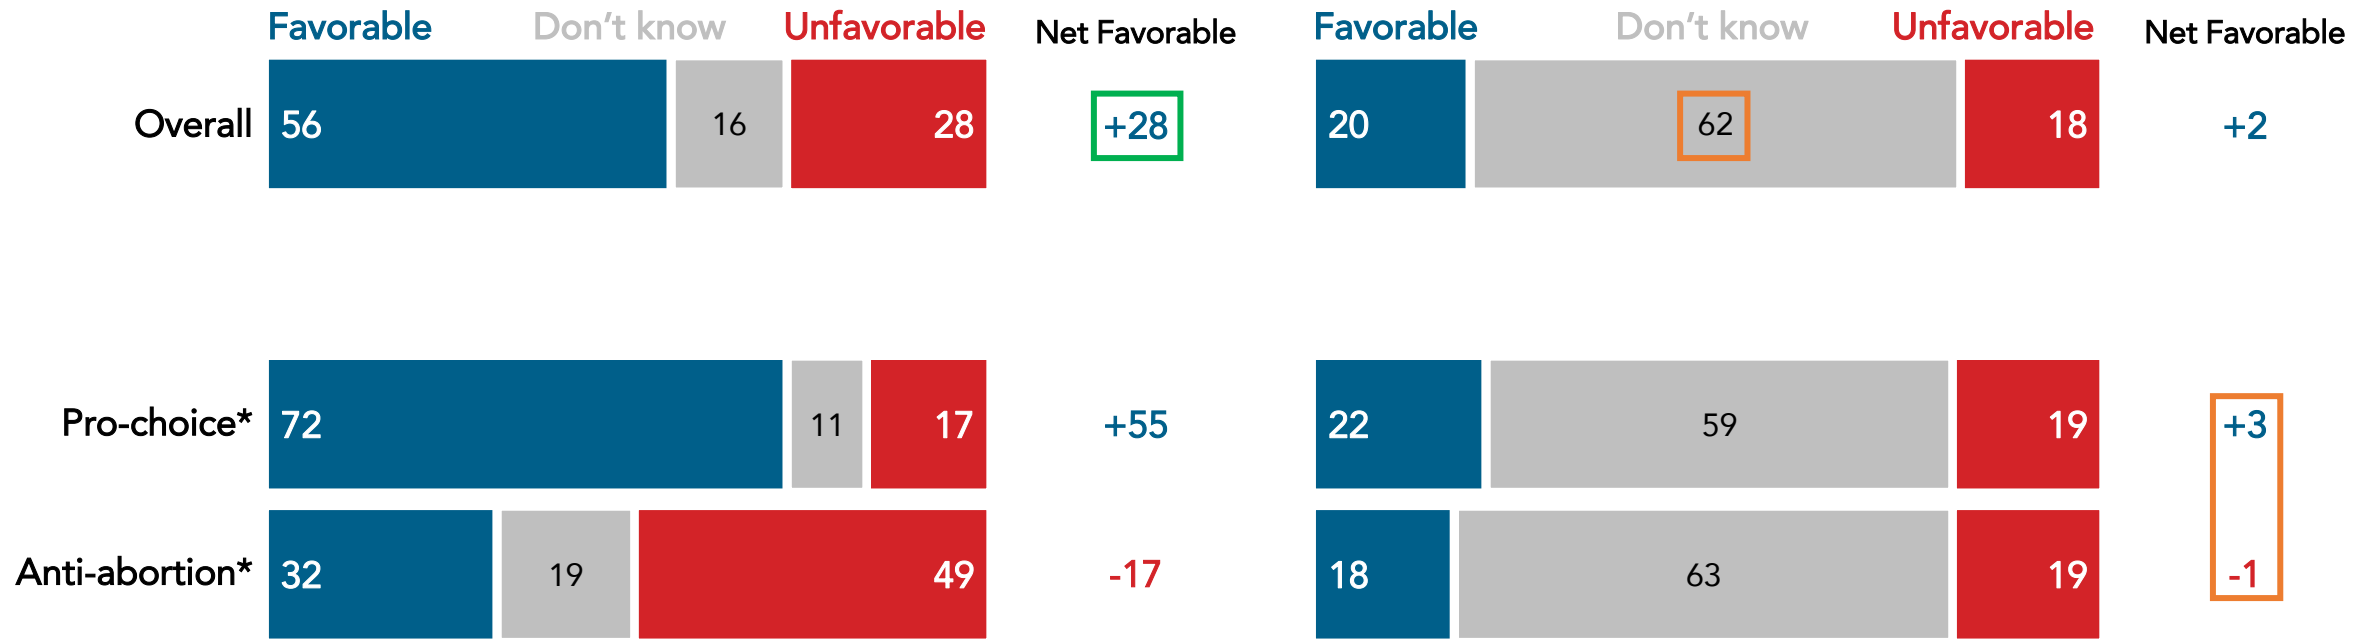 Favorable Don't know Unfavorable Net Favorable Favorable Don't know Unfavorable Net Favorable
Overall 56 16 28 +28 20 62 18 +2
Pro-choice* 72 11 17 +55 22 59 19 +3
Anti-abortion* 32 19 49 -17 18 63 19 -1